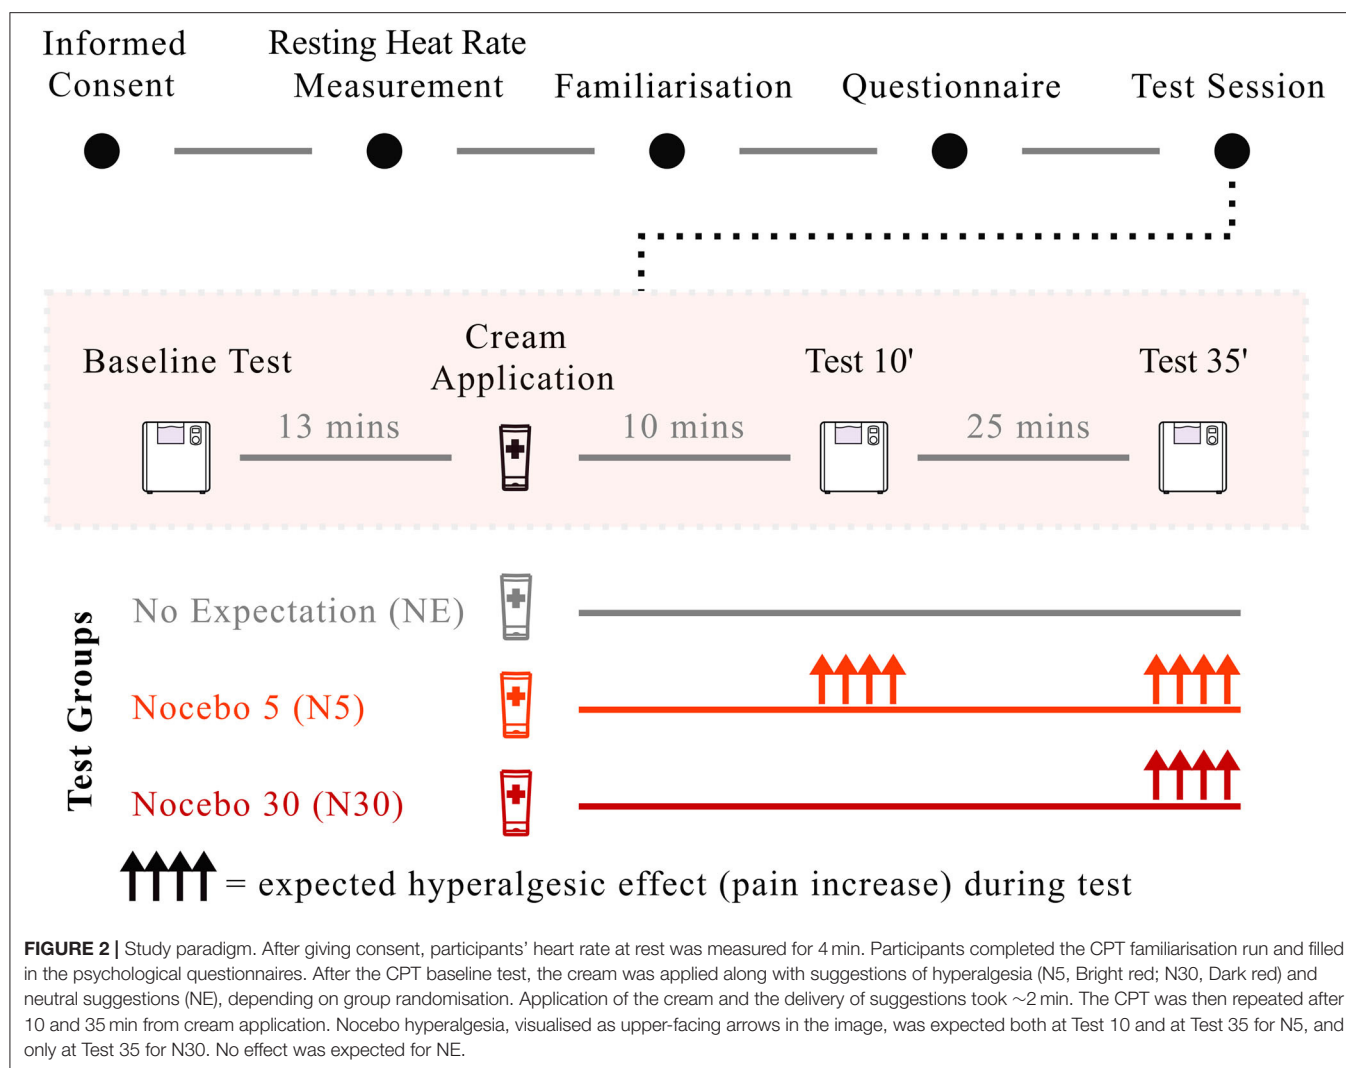 Informed
Consent
Resting Heat Rate
Measurement
Familiarisation
Questionnaire
Test Session
Baseline Test
Cream
Application
Test 10'
Test 35'
13 mins
10 mins
25 mins
Test Groups
No Expectation (NE)
Nocebo 5 (N5)
Nocebo 30 (N30)
= expected hyperalgesic effect (pain increase) during test
FIGURE 2 | Study paradigm. After giving consent, participants' heart rate at rest was measured for 4 min. Participants completed the CPT familiarisation run and filled
in the psychological questionnaires. After the CPT baseline test, the cream was applied along with suggestions of hyperalgesia (N5, Bright red; N30, Dark red) and
neutral suggestions (NE), depending on group randomisation. Application of the cream and the delivery of suggestions took ~2 min. The CPT was then repeated after
10 and 35 min from cream application. Nocebo hyperalgesia, visualised as upper-facing arrows in the image, was expected both at Test 10 and at Test 35 for N5, and
only at Test 35 for N30. No effect was expected for NE.